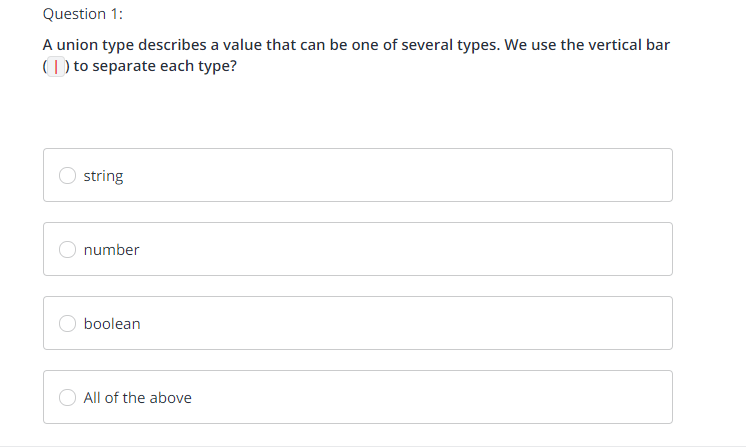 Question 1:
A union type describes a value that can be one of several types. We use the vertical bar
( | ) to separate each type?
string
number
boolean
All of the above